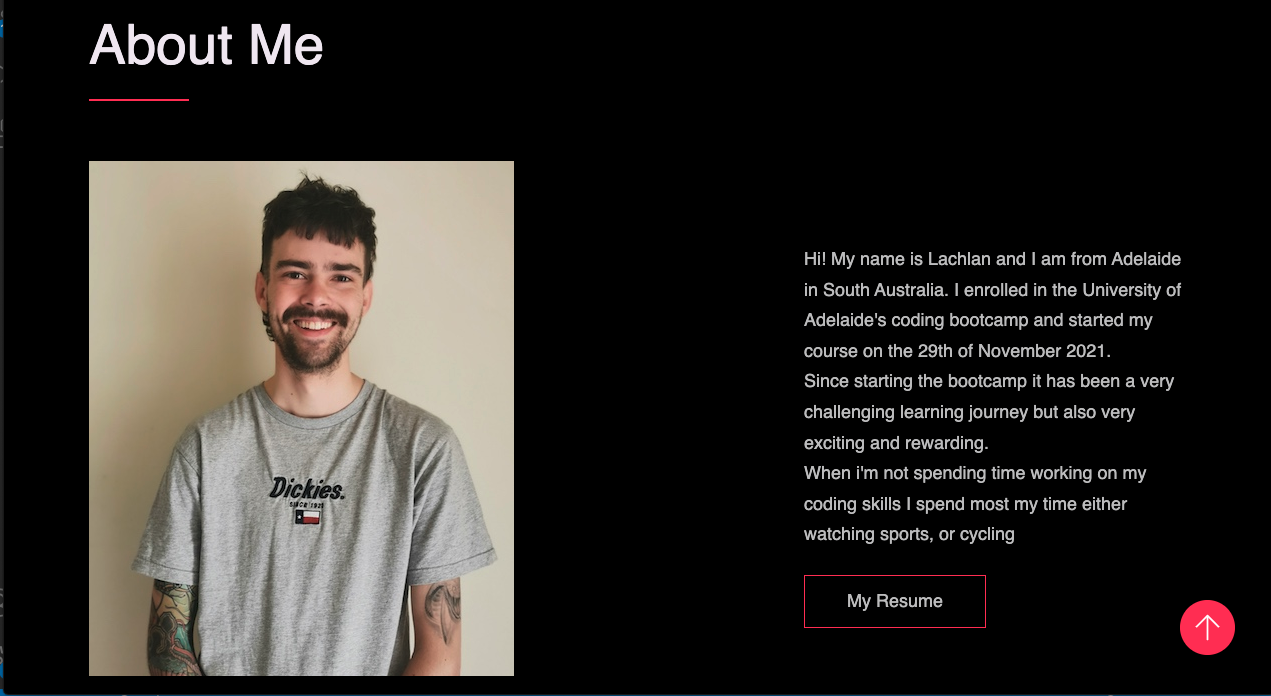 About Me
Dickies.
SINCE 1922
Hi! My name is Lachlan and I am from Adelaide
in South Australia. I enrolled in the University of
Adelaide's coding bootcamp and started my
course on the 29th of November 2021.
Since starting the bootcamp it has been a very
challenging learning journey but also very
exciting and rewarding.
When i'm not spending time working on my
coding skills I spend most my time either
watching sports, or cycling
My Resume